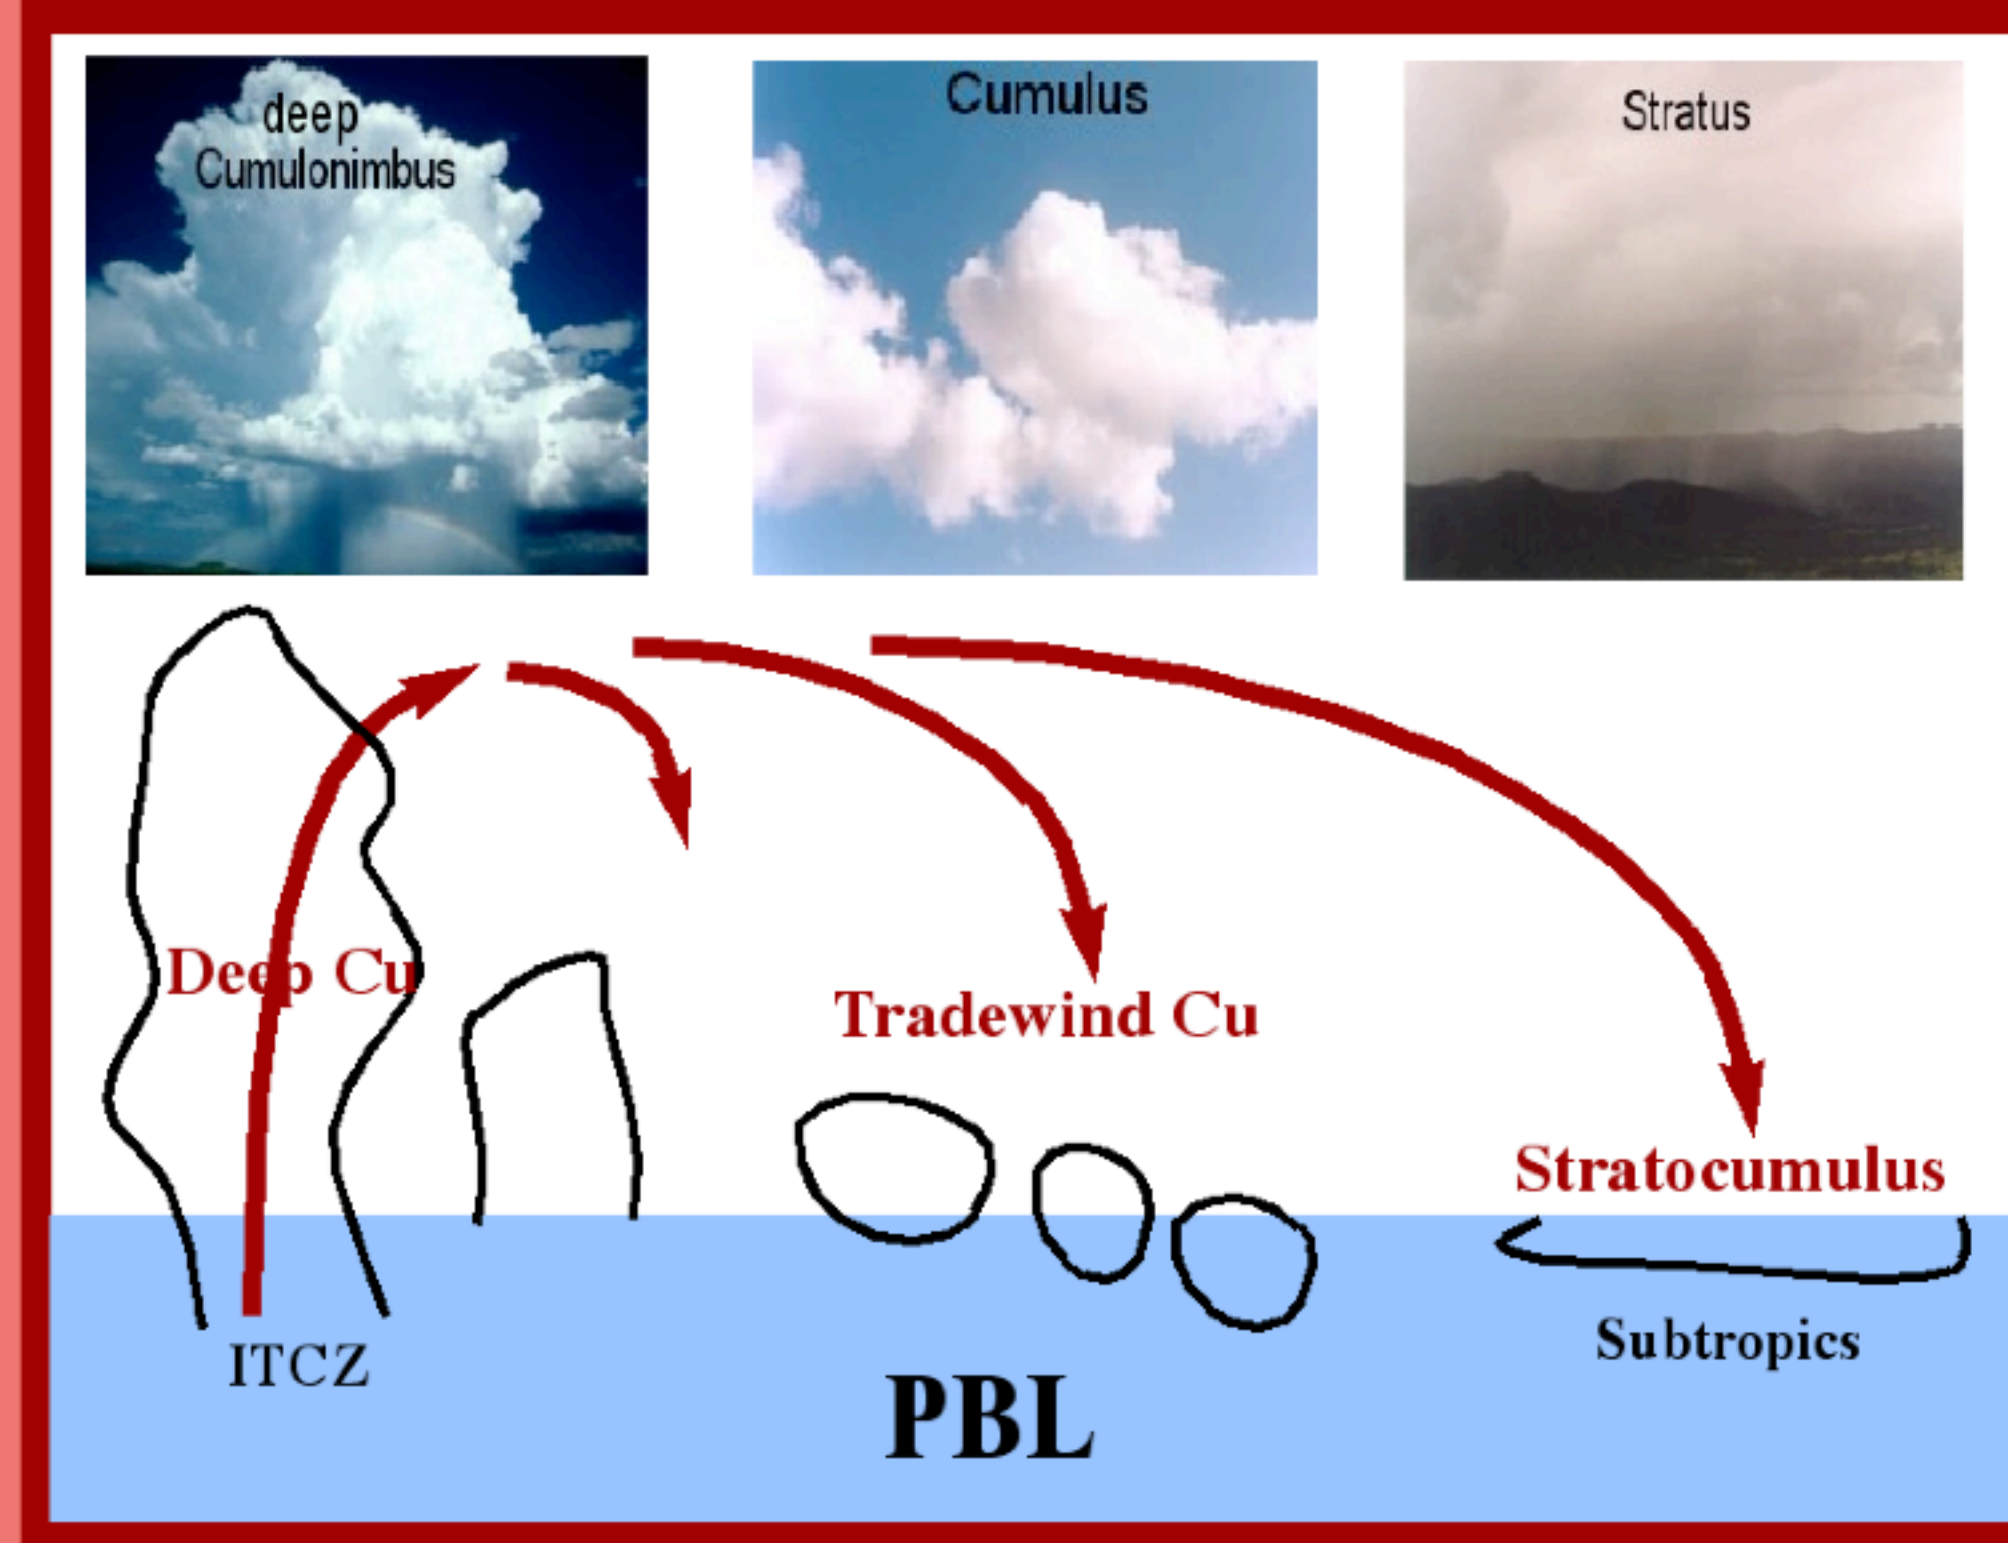 deep
Cumulonimbus
Cumulus
Stratus
Deep Cu
Tradewind Cu
Stratocumulus
ITCZ
Subtropics
PBL